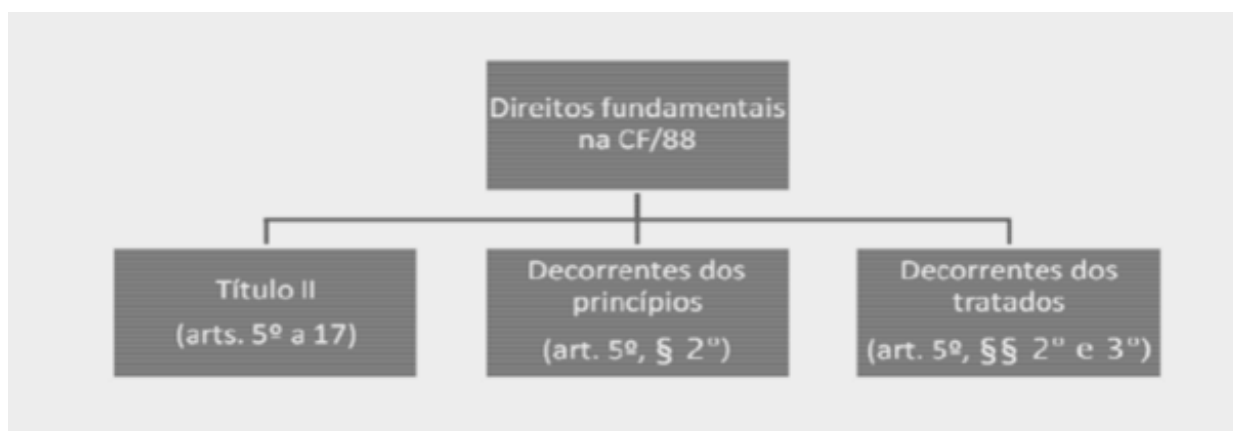 Direitos fundamentais
na CF/88
Título II
(arts. 5º a 17)
Decorrentes dos
princípios
(art. 5º, § 2º)
Decorrentes dos
tratados
(art. 5º, §§ 2º e 3º)